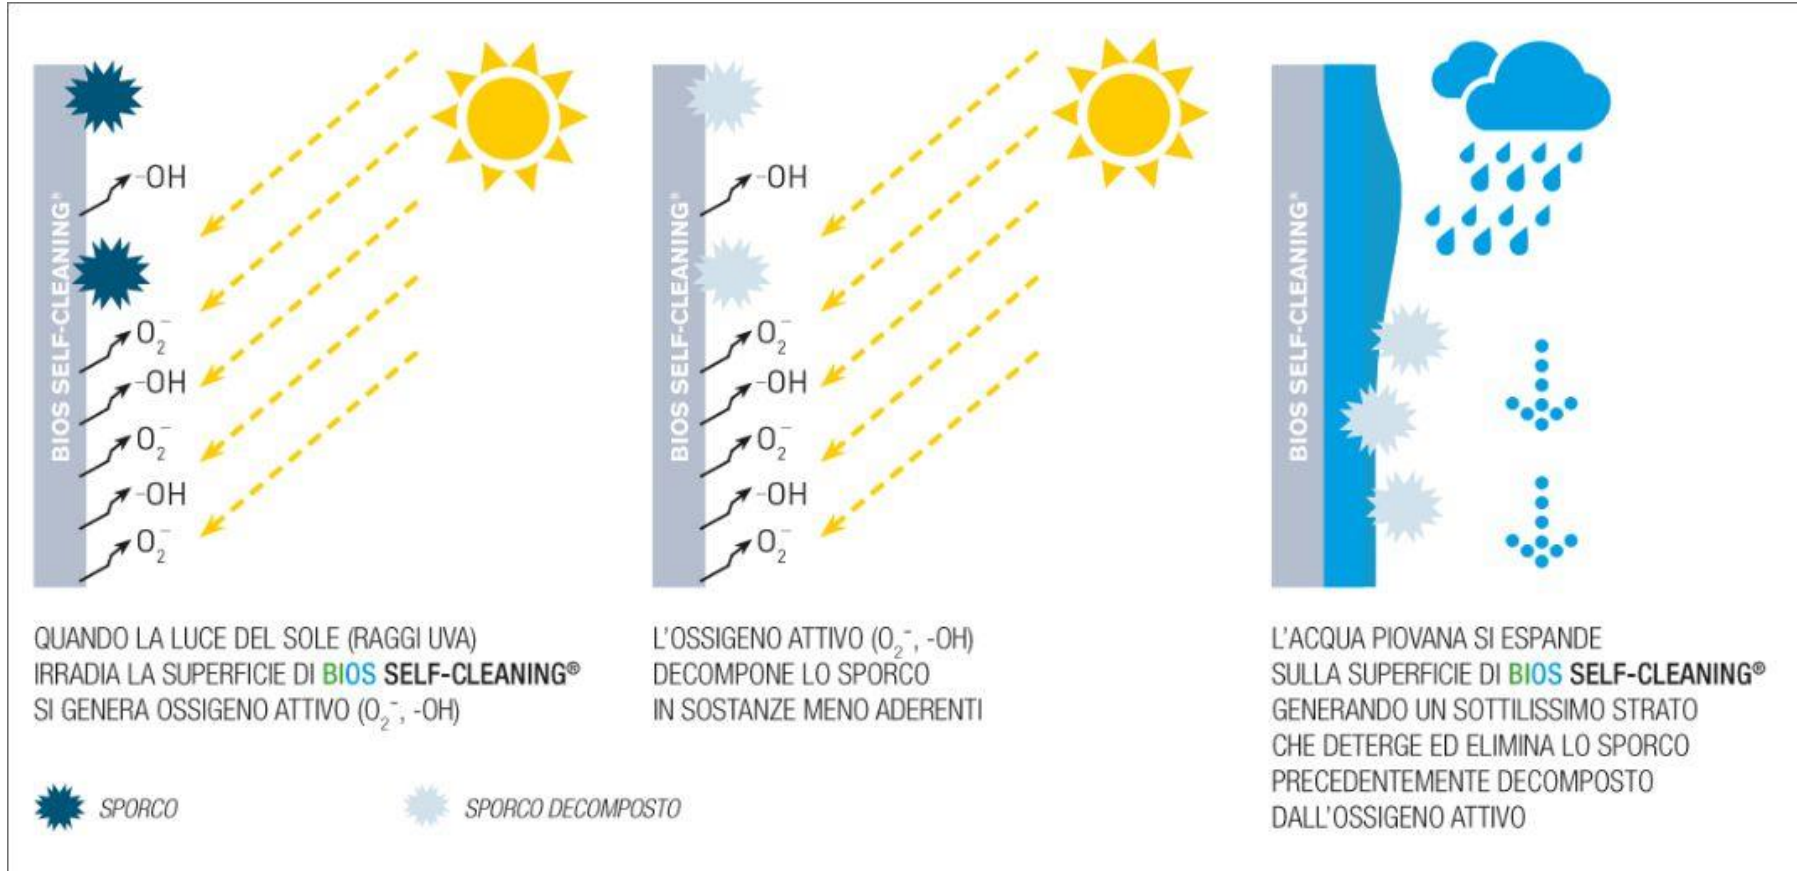 BIOS SELF-CLEANING®
-OH
O2-
-OH
O2-
-OH
O2-
QUANDO LA LUCE DEL SOLE (RAGGI UVA)
IRRADIA LA SUPERFICIE DI BIOS SELF-CLEANING®
SI GENERA OSSIGENO ATTIVO (O2-, -OH)
BIOS SELF-CLEANING®
-OH
O2-
-OH
O2-
-OH
O2-
L'OSSIGENO ATTIVO (O2-, -OH)
DECOMPONE LO SPORCO
IN SOSTANZE MENO ADERENTI
BIOS SELF-CLEANING®
L'ACQUA PIOVANA SI ESPANDE
SULLA SUPERFICIE DI BIOS SELF-CLEANING®
GENERANDO UN SOTTILISSIMO STRATO
CHE DETERGE ED ELIMINA LO SPORCO
PRECEDENTEMENTE DECOMPOSTO
DALL'OSSIGENO ATTIVO
SPORCO
SPORCO DECOMPOSTO